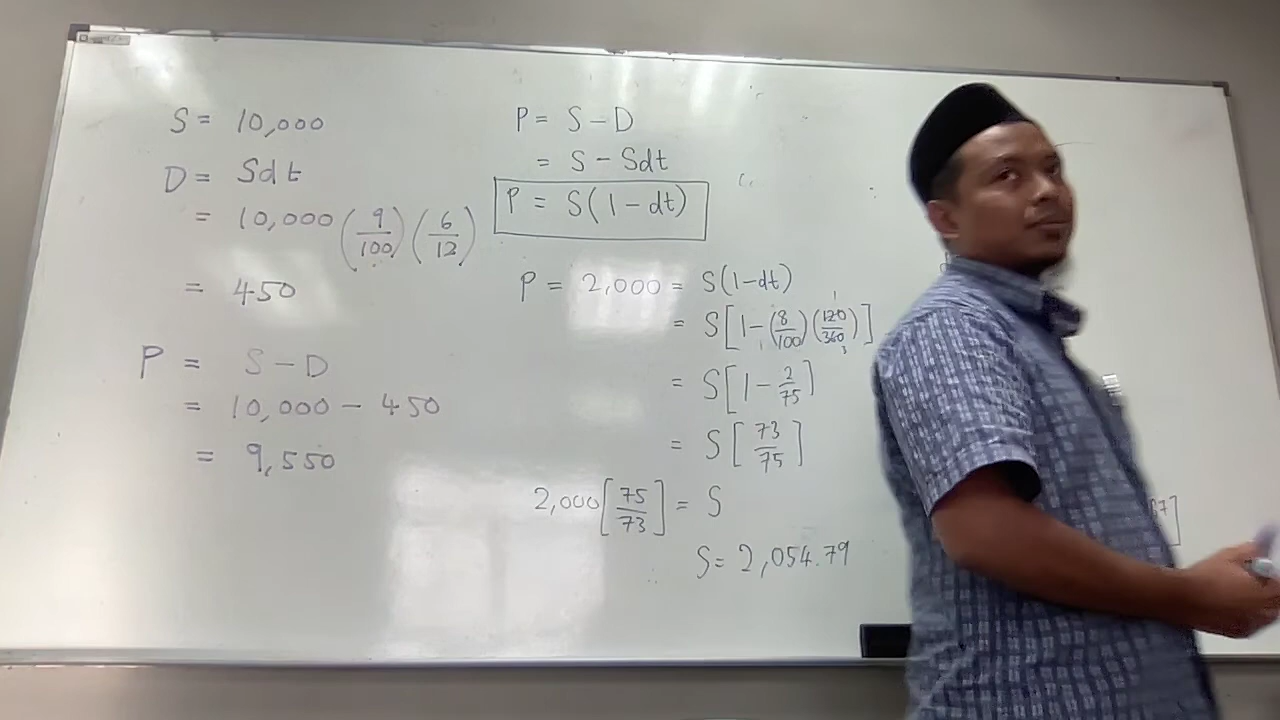 S = 10,000
D = Sdt
= 10,000 (9/100) (6/12)
= 450
P = S - D
= 10,000 - 450
= 9,550
P = S - D
= S - Sdt
P = S(1 - dt)
P = 2,000 = S(1-dt)
= S[1-(8/100)(120/360)]
1
3
= S[1 - 2/75]
= S[73/75]
2,000[75/73] = S
S = 2,054.79